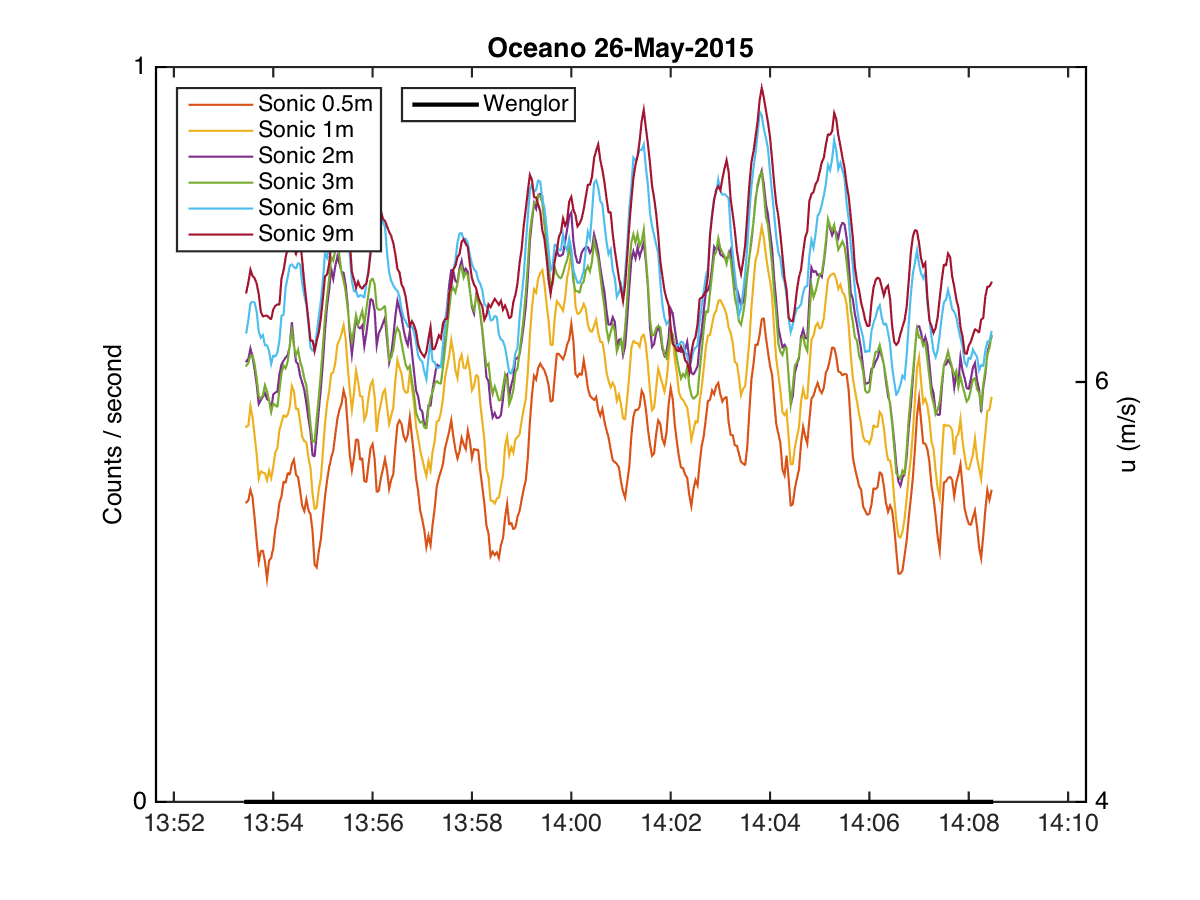 Oceano 26-May-2015
1
Sonic 0.5m
Sonic 1m
Sonic 2m
Sonic 3m
Sonic 6m
Sonic 9m
Wenglor
Counts / second
6
u (m/s)
0
4
13:52 13:54 13:56 13:58 14:00 14:02 14:04 14:06 14:08 14:10